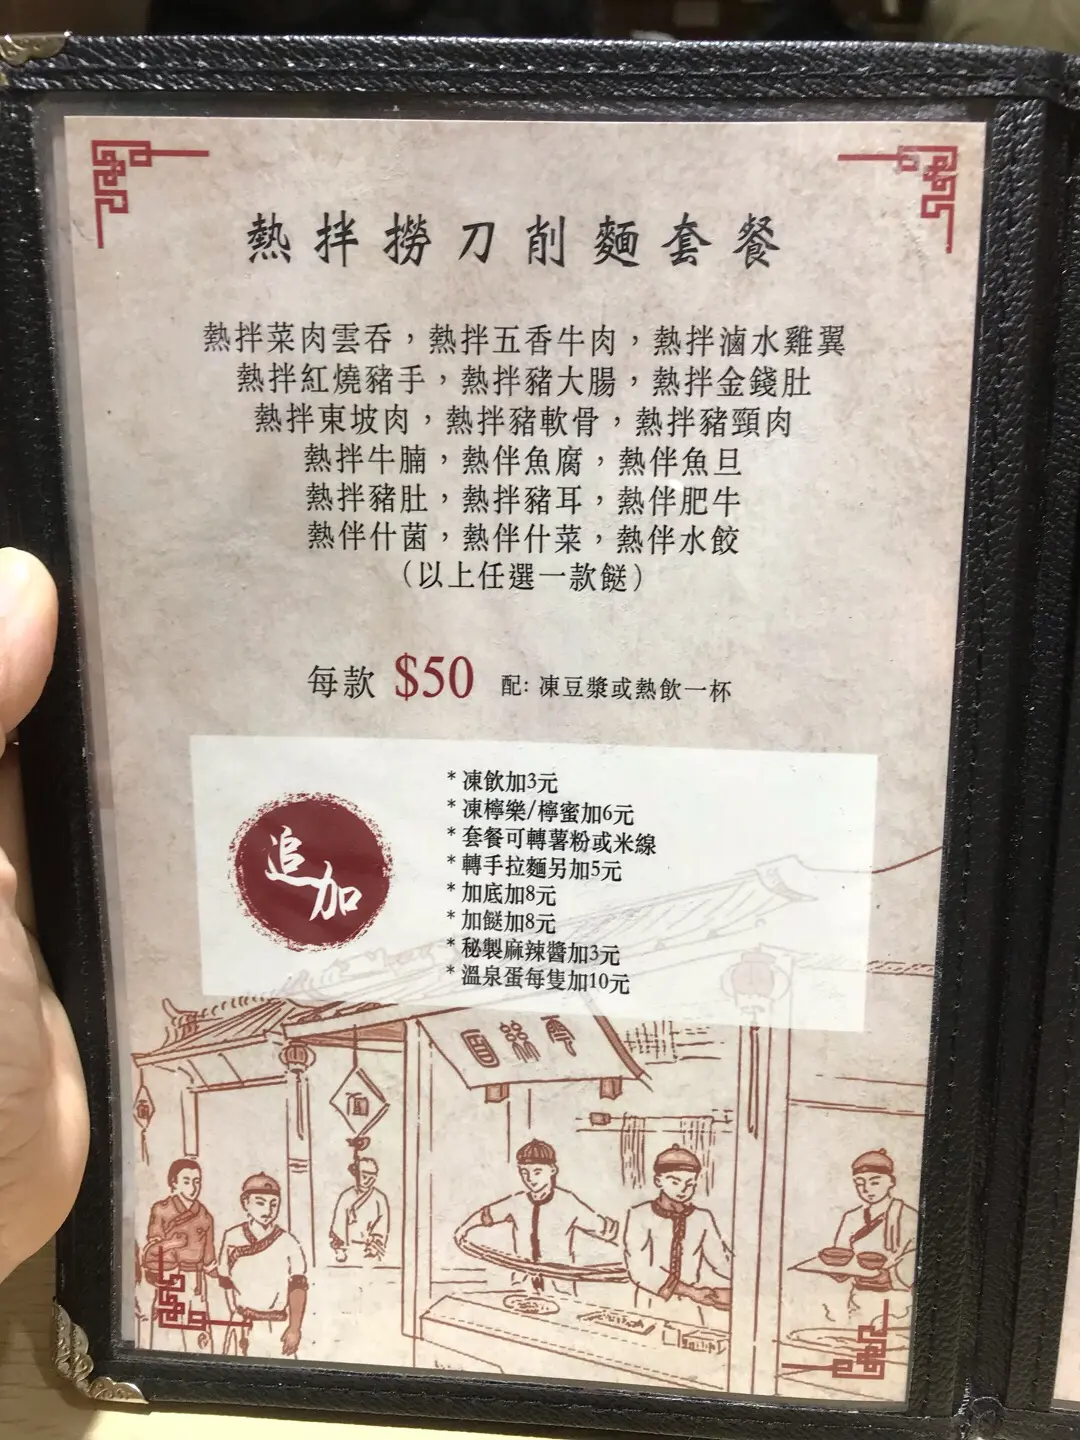 熱拌撈刀削麵套餐
熱拌菜肉雲吞，熱拌五香牛肉，熱拌滷水雞翼
熱拌紅燒豬手，熱拌豬大腸，熱拌金錢肚
熱拌東坡肉，熱拌豬軟骨，熱拌豬頸肉
熱拌牛腩，熱伴魚腐，熱伴魚旦
熱拌豬肚，熱拌豬耳，熱伴肥牛
熱伴什菌，熱伴什菜，熱伴水餃
（以上任選一款餸）
每款 $50 配: 凍豆漿或熱飲一杯
追加
* 凍飲加3元
* 凍檸樂/檸蜜加6元
* 套餐可轉薯粉或米線
* 轉手拉麵另加5元
* 加底加8元
* 加餸加8元
* 秘製麻辣醬加3元
* 溫泉蛋每隻加10元
面
面